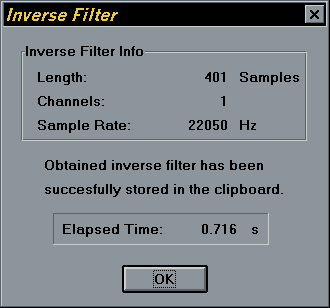 Inverse Filter
Inverse Filter Info
Length: 401 Samples
Channels: 1
Sample Rate: 22050 Hz
Obtained inverse filter has been
succesfully stored in the clipboard.
Elapsed Time: 0.716 s
OK